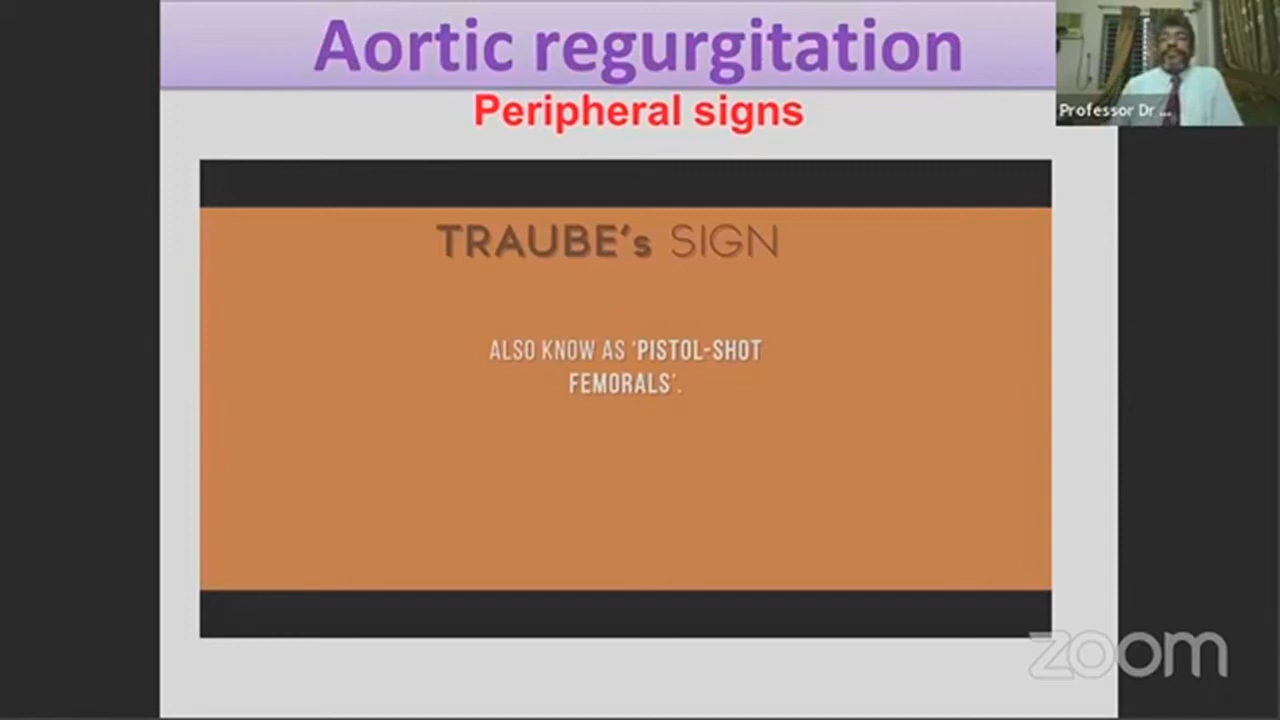 Aortic regurgitation
Peripheral signs
Professor Dr ...
TRAUBE's SIGN
ALSO KNOW AS 'PISTOL-SHOT
FEMORALS'.
zoom